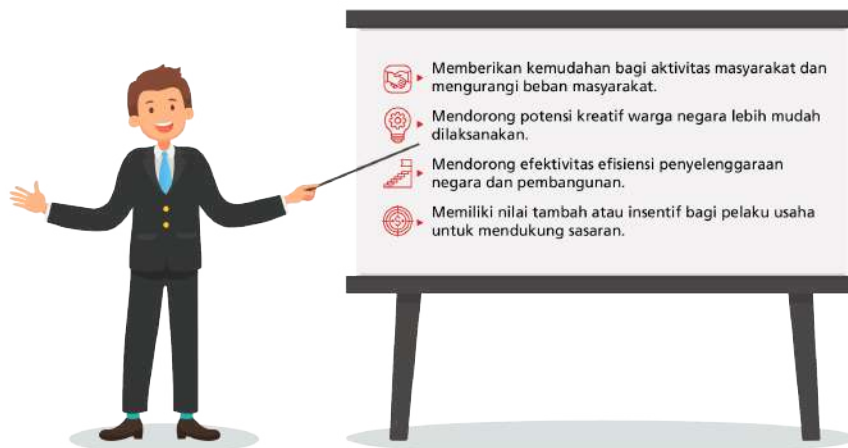 Memberikan kemudahan bagi aktivitas masyarakat dan
mengurangi beban masyarakat.
Mendorong potensi kreatif warga negara lebih mudah
dilaksanakan.
Mendorong efektivitas efisiensi penyelenggaraan
negara dan pembangunan.
Memiliki nilai tambah atau insentif bagi pelaku usaha
untuk mendukung sasaran.